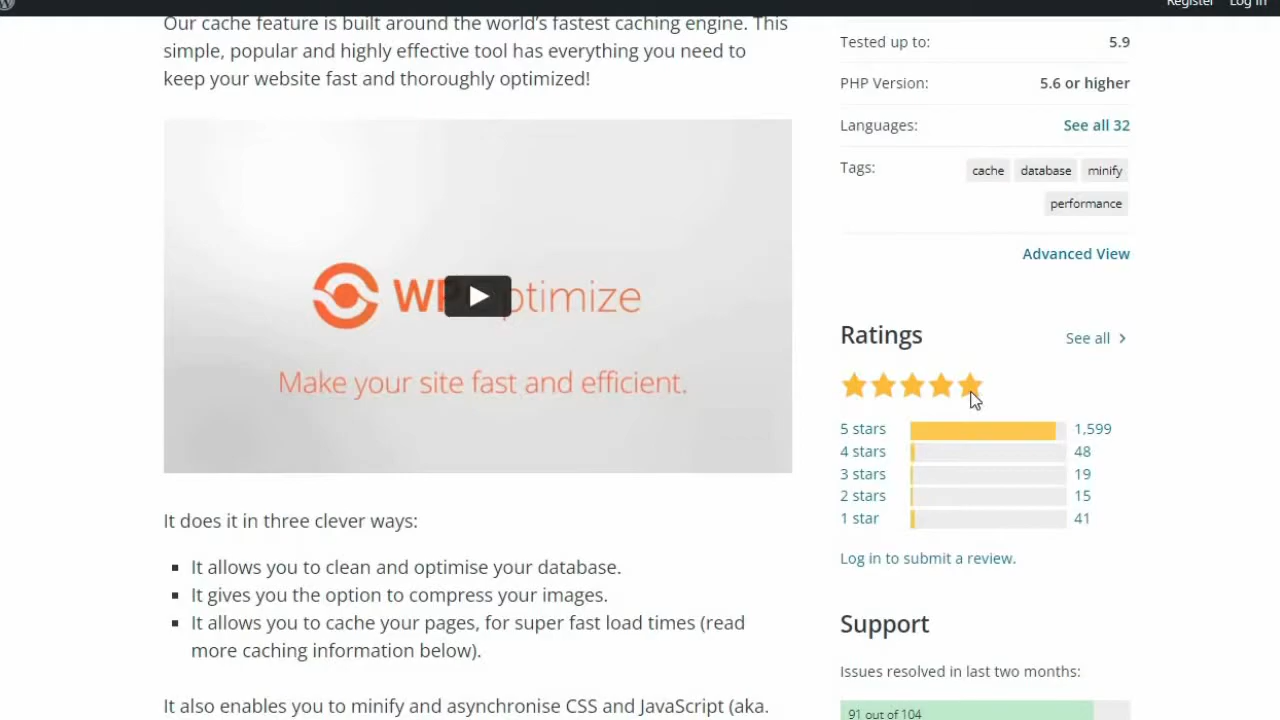 Register Log In
Our cache feature is built around the world's fastest caching engine. This
simple, popular and highly effective tool has everything you need to
keep your website fast and thoroughly optimized!
WP Optimize
Make your site fast and efficient.
It does it in three clever ways:
It allows you to clean and optimise your database.
It gives you the option to compress your images.
It allows you to cache your pages, for super fast load times (read
more caching information below).
It also enables you to minify and asynchronise CSS and JavaScript (aka.
Tested up to: 5.9
PHP Version: 5.6 or higher
Languages: See all 32
Tags: cache database minify
performance
Advanced View
Ratings See all
5 stars 1,599
4 stars 48
3 stars 19
2 stars 15
1 star 41
Log in to submit a review.
Support
Issues resolved in last two months:
91 out of 104